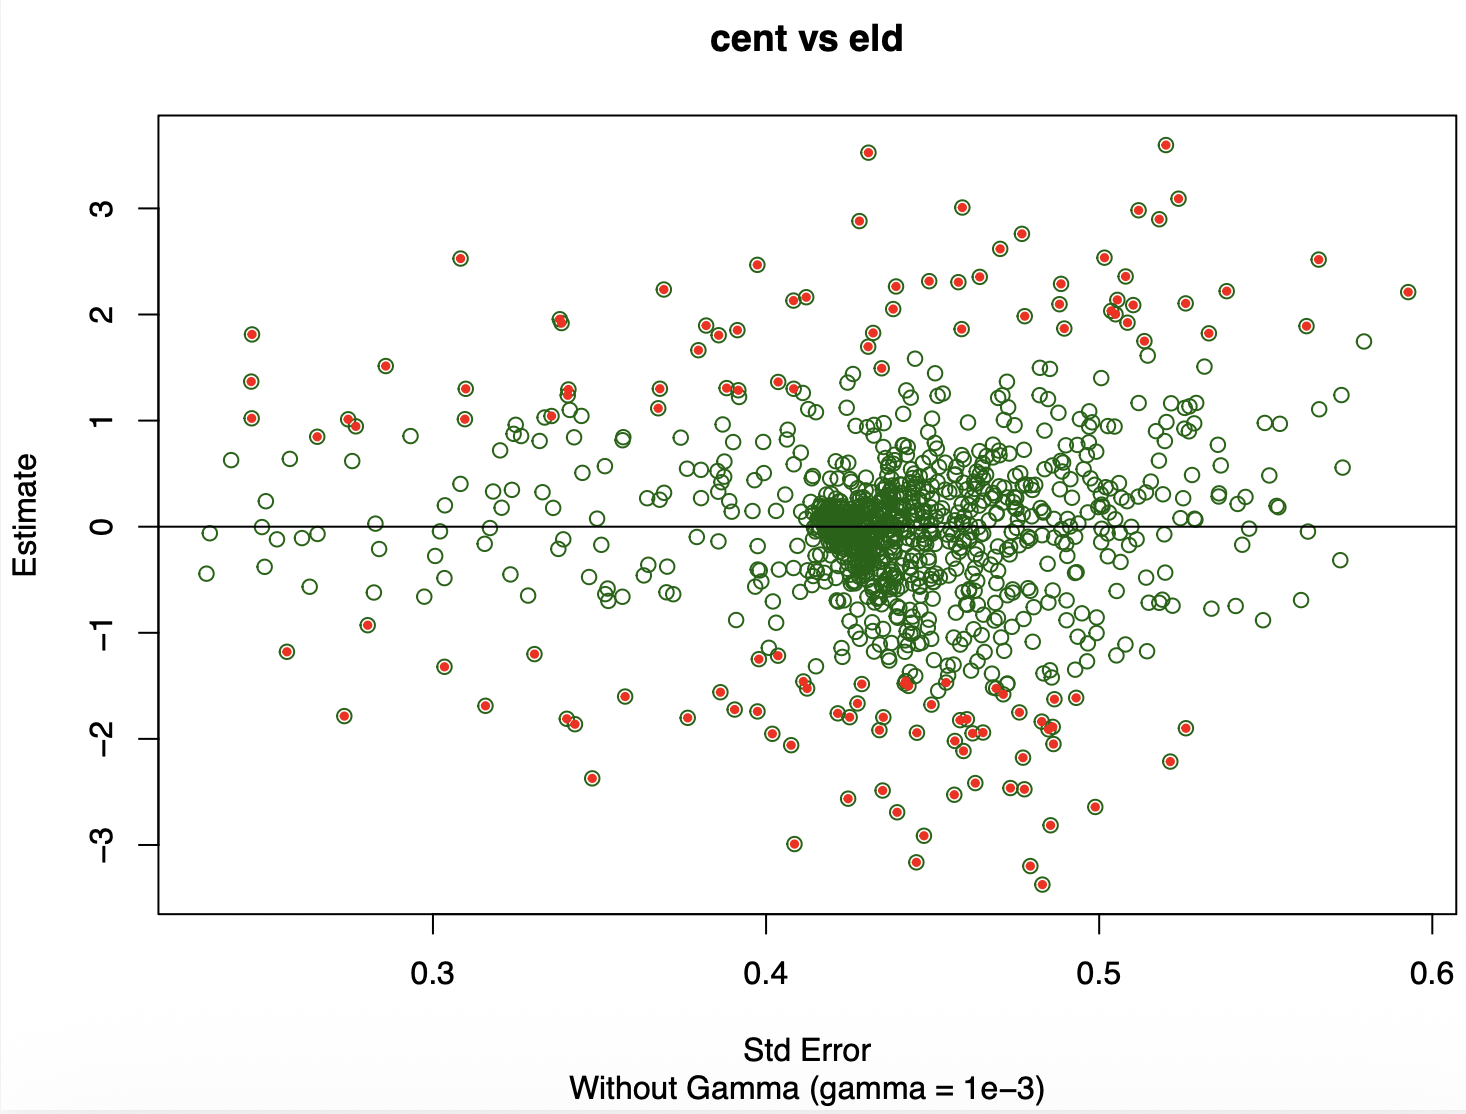 cent vs eld
Estimate
3
2
1
0
−1
−2
−3
0.3 0.4 0.5 0.6
Std Error
Without Gamma (gamma = 1e−3)